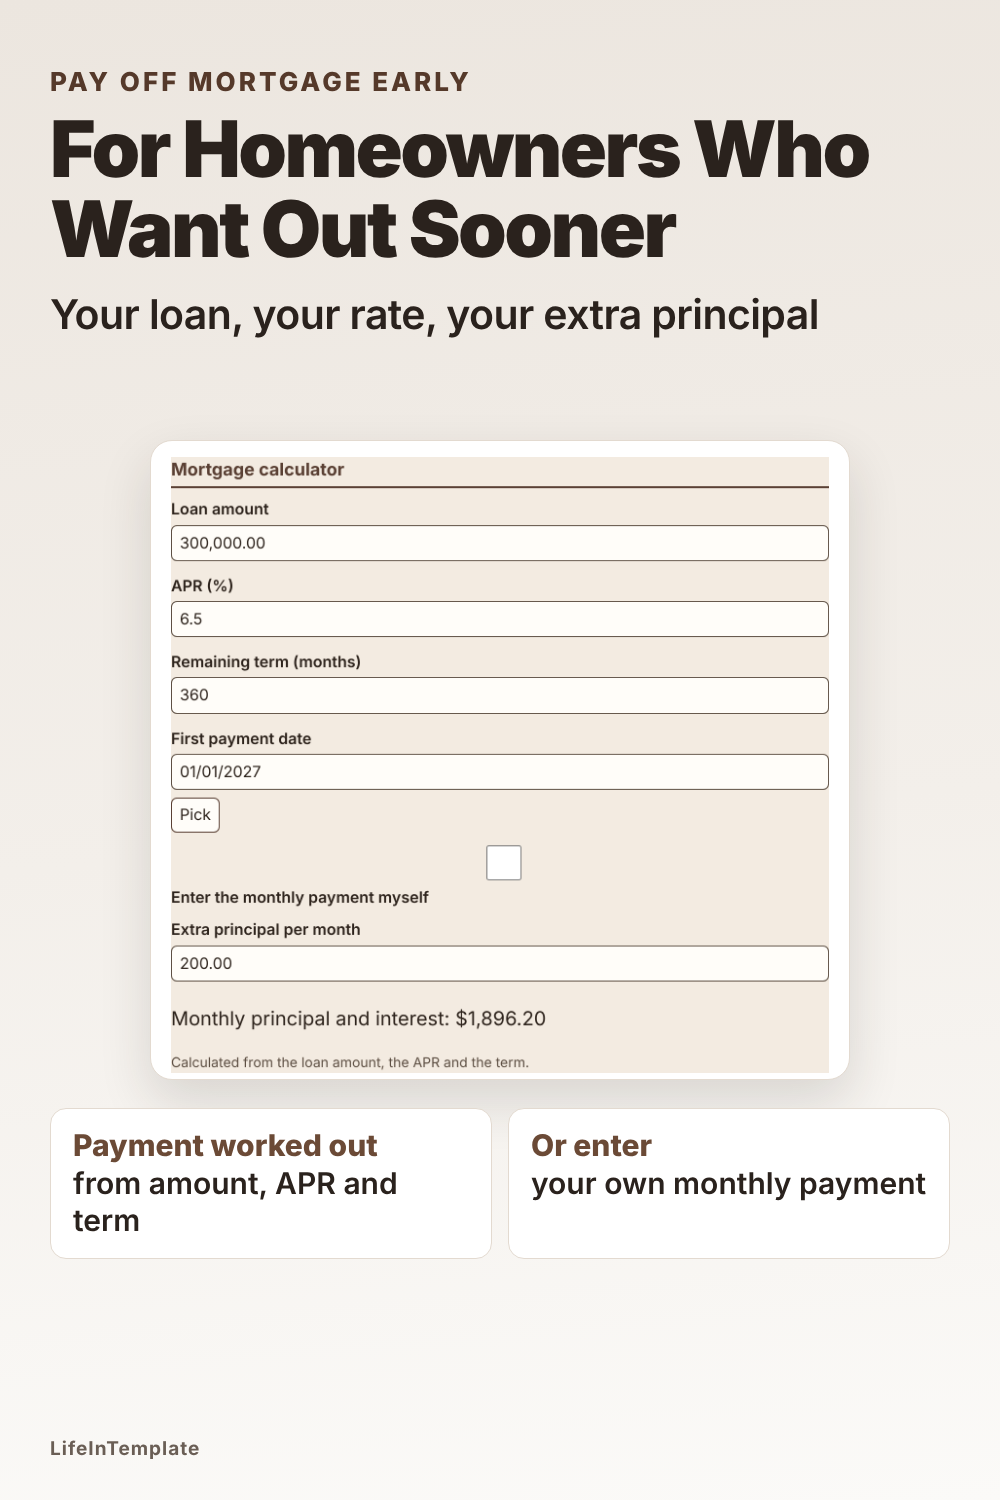 PAY OFF MORTGAGE EARLY
For Homeowners Who
Want Out Sooner
Your loan, your rate, your extra principal
Mortgage calculator
Loan amount
300,000.00
APR (%)
6.5
Remaining term (months)
360
First payment date
01/01/2027
Pick
Enter the monthly payment myself
Extra principal per month
200.00
Monthly principal and interest: $1,896.20
Calculated from the loan amount, the APR and the term.
Payment worked out
from amount, APR and
term
Or enter
your own monthly payment
LifeInTemplate